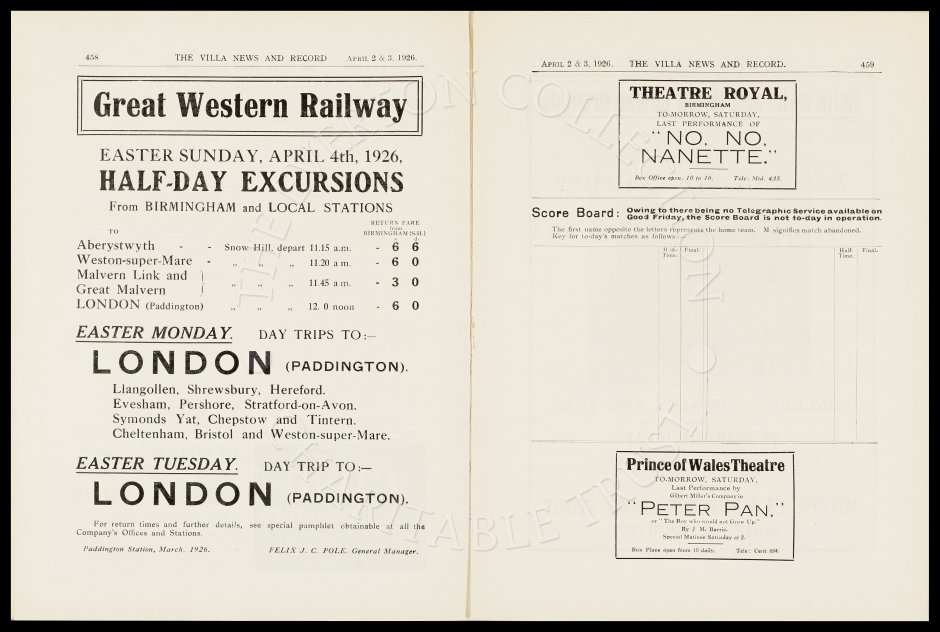 458 THE VILLA NEWS AND RECORD APRIL 2 & 3, 1926.
Great Western Railway
EASTER SUNDAY, APRIL 4th, 1926,
HALF-DAY EXCURSIONS
From BIRMINGHAM and LOCAL STATIONS
RETURN FARE
from
TO BIRMINGHAM (S.H.)
Aberystwyth - - Snow Hill, depart 11.15 a.m. - 6 6
Weston-super-Mare - „ „ „ 11.20 a.m. - 6 0
Malvern Link and
Great Malvern } „ „ „ 11.45 a.m. - 3 0
LONDON (Paddington) „ „ „ 12. 0 noon - 6 0
EASTER MONDAY. DAY TRIPS TO:—
LONDON (PADDINGTON).
Llangollen, Shrewsbury, Hereford.
Evesham, Pershore, Stratford-on-Avon.
Symonds Yat, Chepstow and Tintern.
Cheltenham, Bristol and Weston-super-Mare.
EASTER TUESDAY. DAY TRIP TO:—
LONDON (PADDINGTON).
For return times and further details, see special pamphlet obtainable at all the
Company's Offices and Stations.
Paddington Station, March, 1926. FELIX J. C. POLE, General Manager.
APRIL 2 & 3, 1926. THE VILLA NEWS AND RECORD. 459
THEATRE ROYAL,
BIRMINGHAM
TO-MORROW, SATURDAY,
LAST PERFORMANCE OF
"NO, NO,
NANETTE."
Box Office open, 10 to 10. Tele: Mid. 435.
Score Board: Owing to there being no Telegraphic Service available on
Good Friday, the Score Board is not to-day in operation.
The first name opposite the letters represents the home team. M signifies match abandoned.
Key for to-day's matches as follows:—
Half- Time. Final. Half. Time. Final.
Prince of Wales Theatre
TO-MORROW, SATURDAY,
Last Performance by
Gilbert Miller's Company in
"PETER PAN,"
or "The Boy who would not Grow Up."
By J. M. Barrie.
Special Matinee Saturday at 2.
Box Plans open from 10 daily. Tele: Cent.
THE ERION COLLECTION
CHARITABLE TRUST